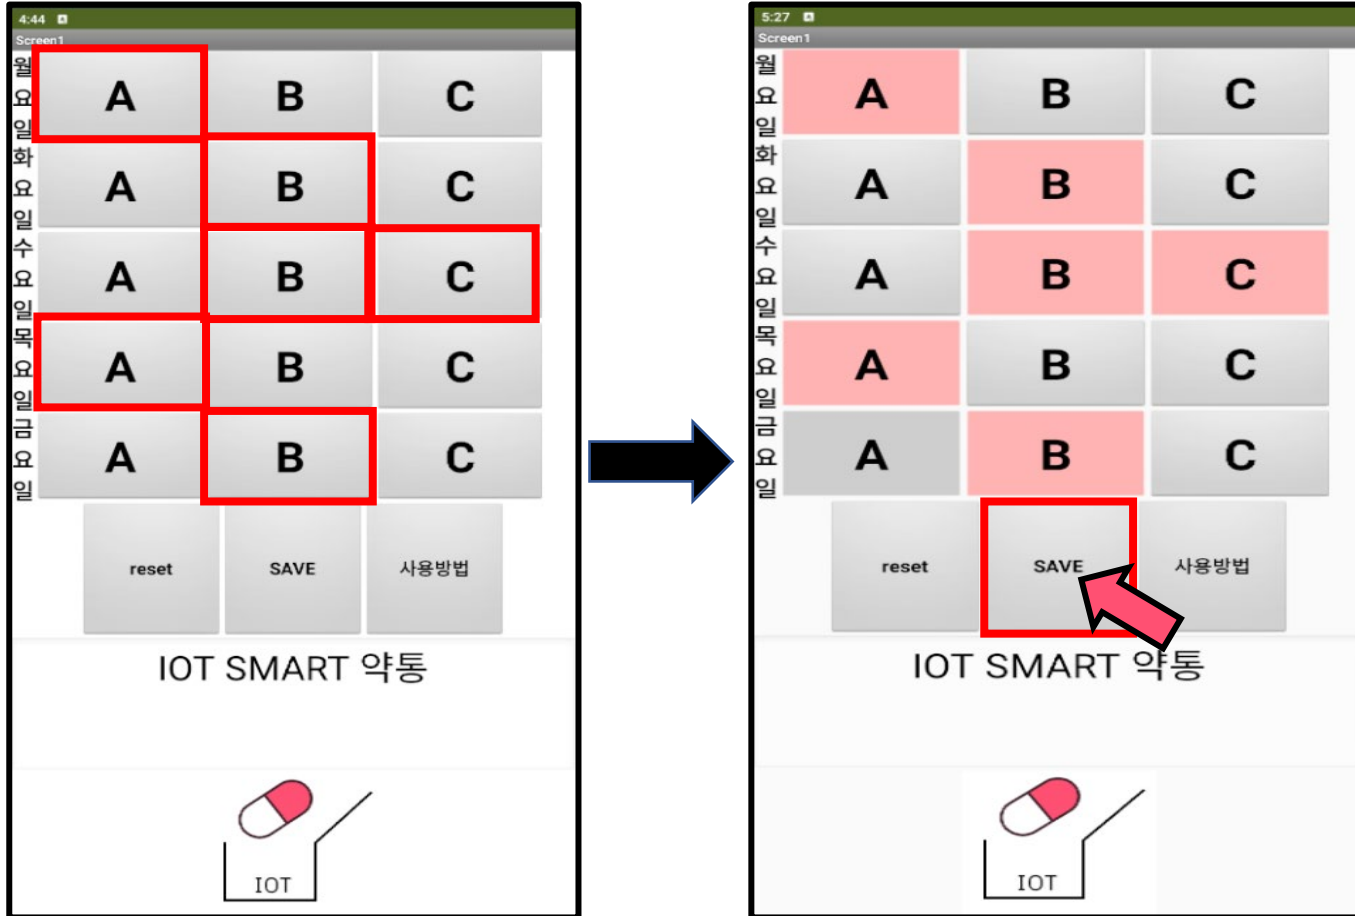 4:44
Screen1
월요일 A B C
화요일 A B C
수요일 A B C
목요일 A B C
금요일 A B C
reset SAVE 사용방법
IOT SMART 약통
IOT
5:27
Screen1
월요일 A B C
화요일 A B C
수요일 A B C
목요일 A B C
금요일 A B C
reset SAVE 사용방법
IOT SMART 약통
IOT